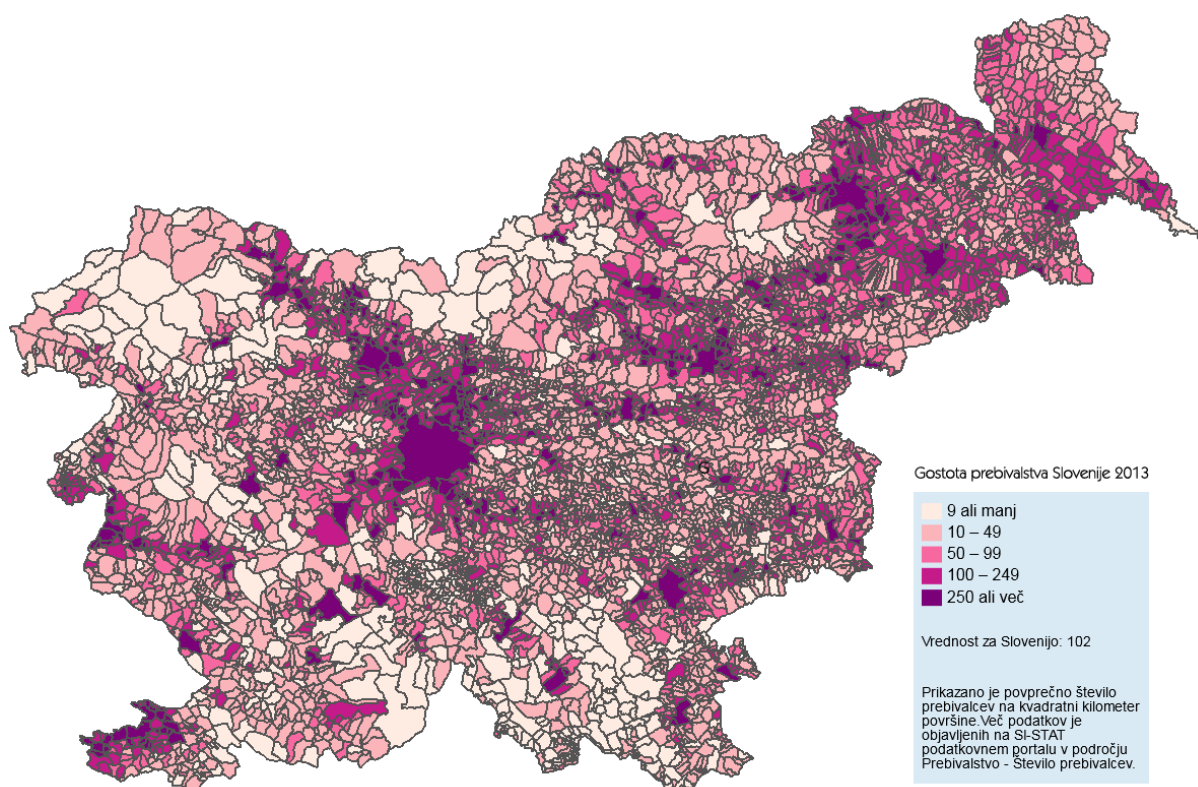 Gostota prebivalstva Slovenije 2013
9 ali manj
10 – 49
50 – 99
100 – 249
250 ali več
Vrednost za Slovenijo: 102
Prikazano je povprečno število
prebivalcev na kvadratni kilometer
površine.Več podatkov je
objavljenih na SI-STAT
podatkovnem portalu v področju
Prebivalstvo - Število prebivalcev.